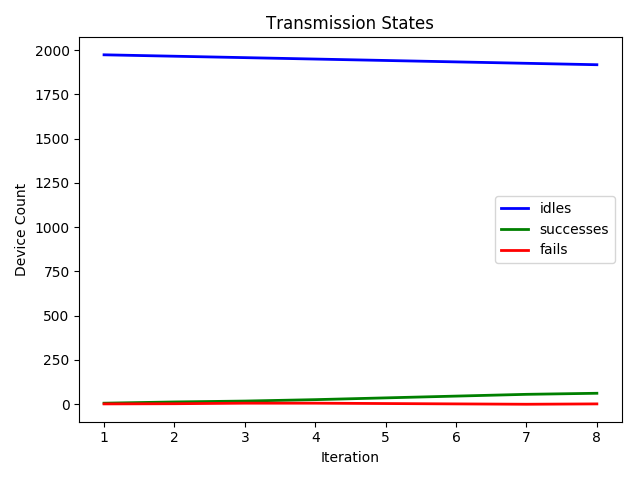 Transmission States
Device Count
2000
1750
1500
1250
1000
750
500
250
0
idles
successes
fails
1 2 3 4 5 6 7 8
Iteration